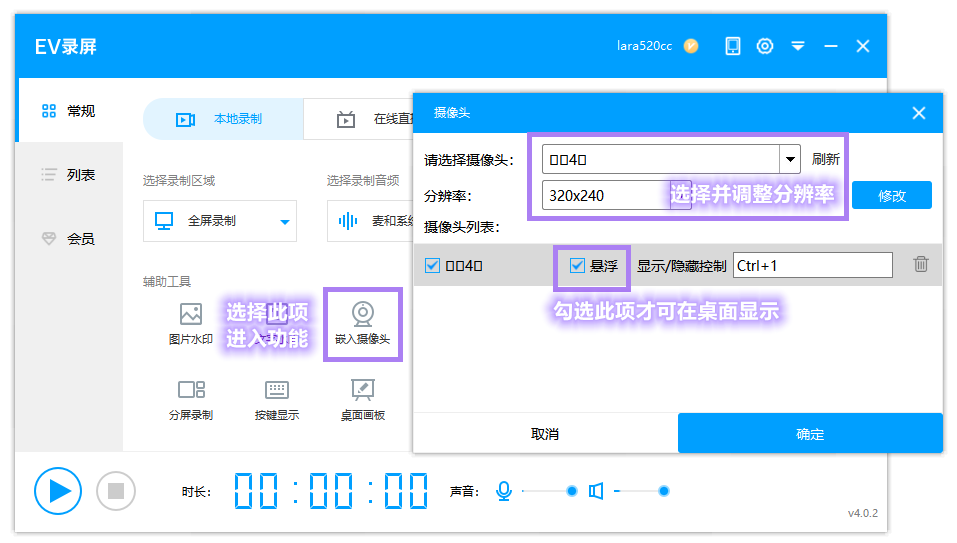 EV录屏
lara520cc
常规
列表
会员
本地录制
在线直
选择录制区域
选择录制音频
全屏录制
麦和系
辅助工具
图片水印
选择此项
进入功能
嵌入摄像头
分屏录制
按键显示
桌面画板
摄像头
请选择摄像头:
4
刷新
分辨率:
320x240
选择并调整分辨率
修改
摄像头列表:
4
悬浮
显示/隐藏控制
Ctrl+1
勾选此项才可在桌面显示
取消
确定
时长:
00:00:00
声音:
v4.0.2